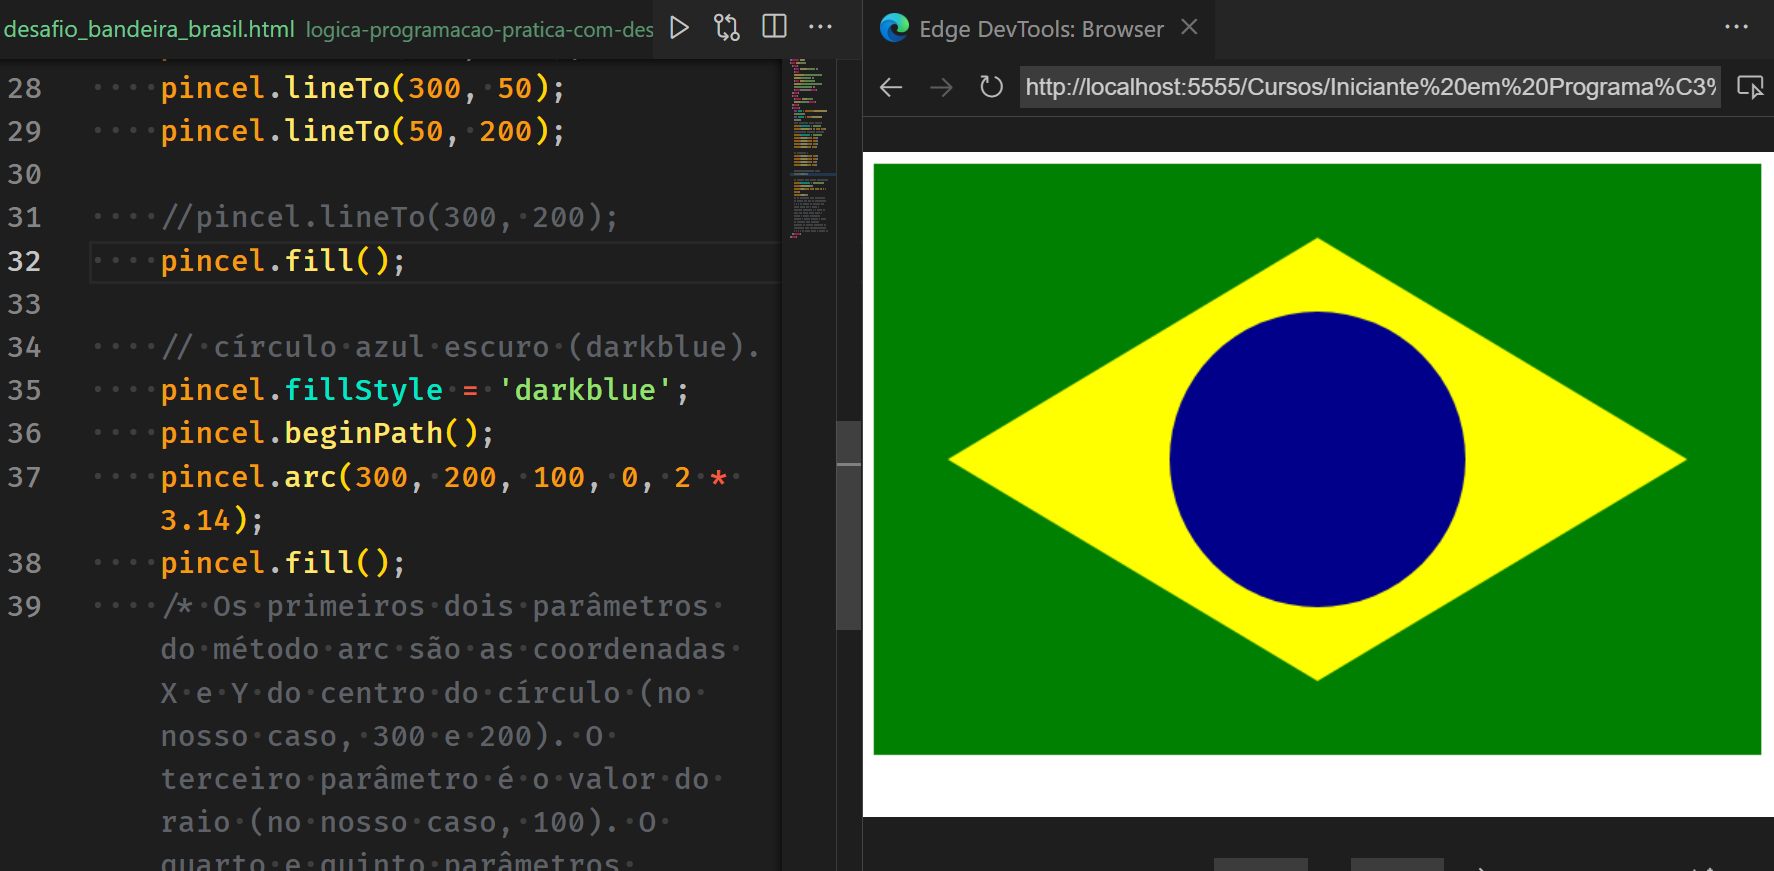 desafio_bandeira_brasil.html logica-programacao-pratica-com-des
28 pincel.lineTo(300, 50);
29 pincel.lineTo(50, 200);
30
31 //pincel.lineTo(300, 200);
32 pincel.fill();
33
34 // círculo azul escuro (darkblue).
35 pincel.fillStyle = 'darkblue';
36 pincel.beginPath();
37 pincel.arc(300, 200, 100, 0, 2 *
3.14);
38 pincel.fill();
39 /* Os primeiros dois parâmetros
do método arc são as coordenadas
X e Y do centro do círculo (no
nosso caso, 300 e 200). O
terceiro parâmetro é o valor do
raio (no nosso caso, 100). O
quarto e quinto parâmetros
Edge DevTools: Browser
http://localhost:5555/Cursos/Iniciante%20em%20Programa%C3%